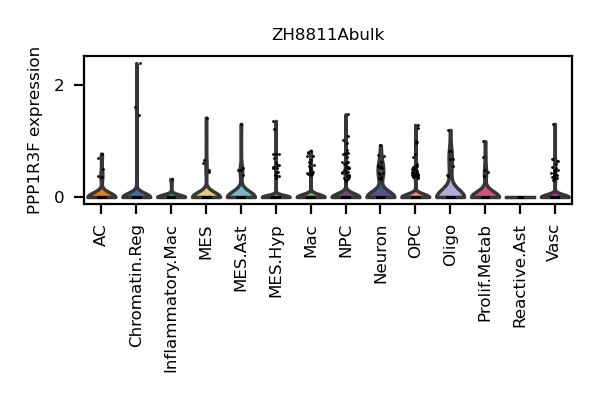 ZH8811Abulk
PPP1R3F expression
2
0
AC
Chromatin.Reg
Inflammatory.Mac
MES
MES.Ast
MES.Hyp
Mac
NPC
Neuron
OPC
Oligo
Prolif.Metab
Reactive.Ast
Vasc